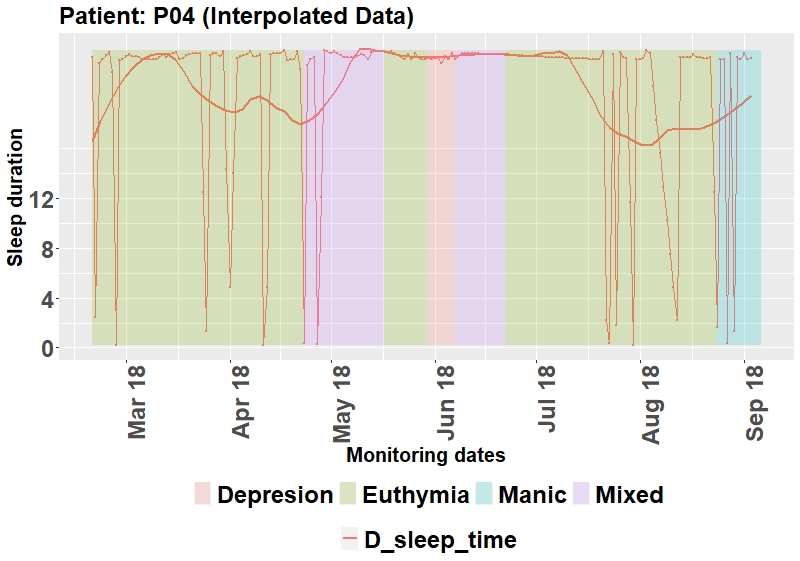 Patient: P04 (Interpolated Data)
Sleep duration
12
8
4
0
Mar 18
Apr 18
May 18
Jun 18
Jul 18
Aug 18
Sep 18
Monitoring dates
Depresion Euthymia Manic Mixed
D_sleep_time